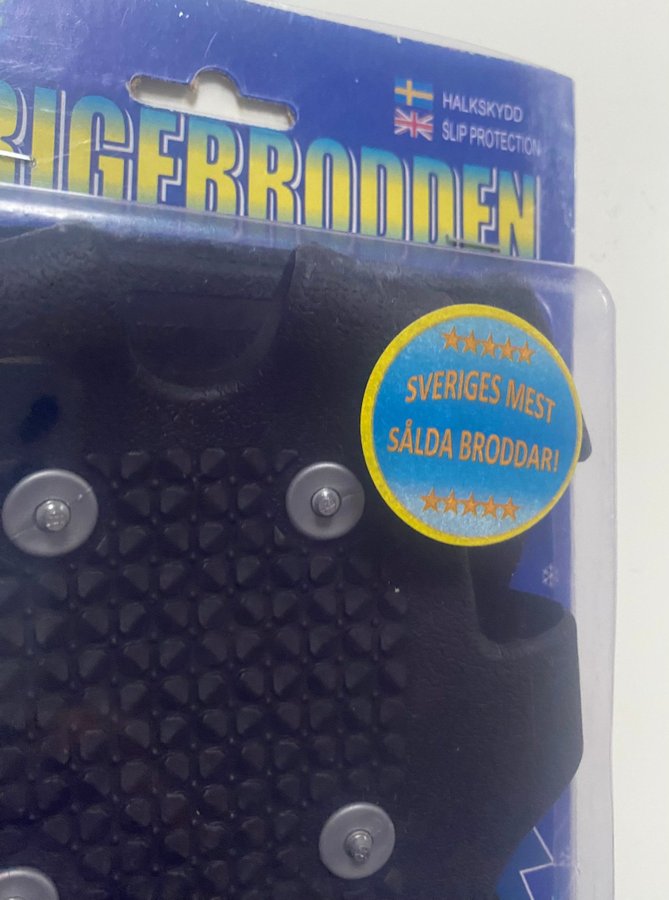 RIGEBRODDEN
HALKSKYDD
SLIP PROTECTION
SVERIGES MEST
SÅLDA BRODDAR!